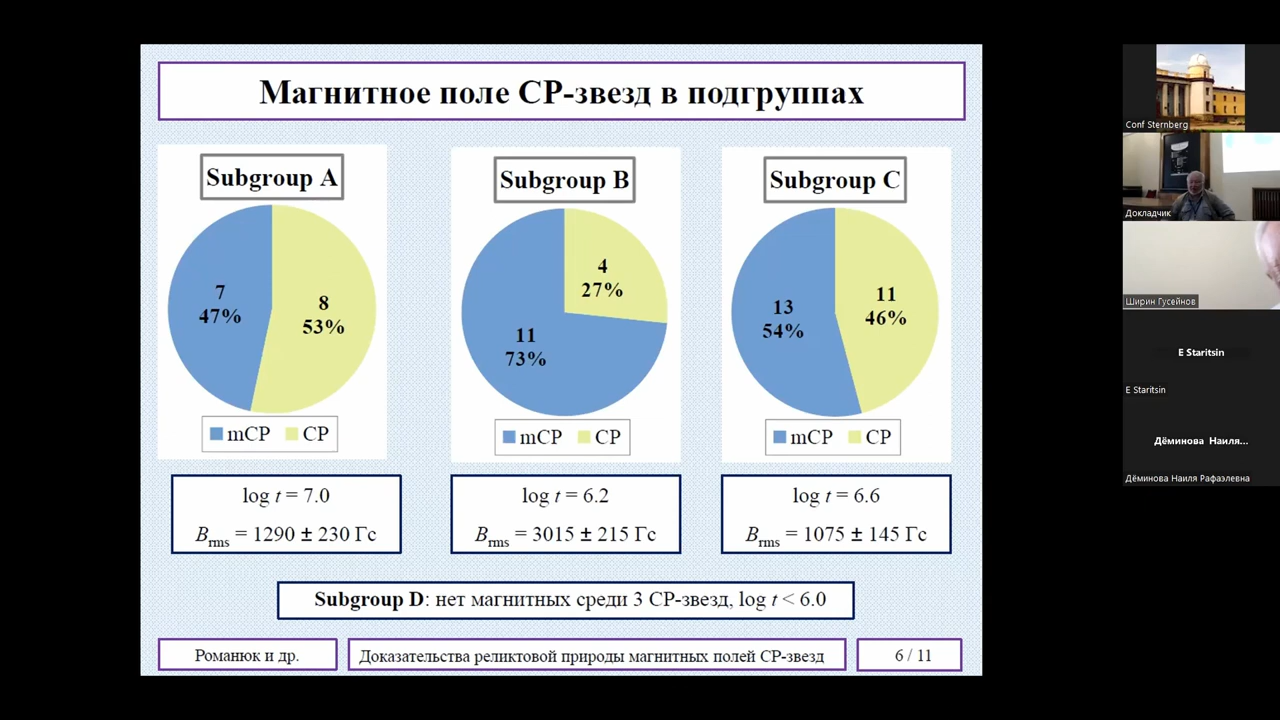 Магнитное поле CP-звезд в подгруппах
Subgroup A
7
47%
8
53%
mCP CP
log t = 7.0
Brms = 1290 ± 230 Гс
Subgroup B
4
27%
11
73%
mCP CP
log t = 6.2
Brms = 3015 ± 215 Гс
Subgroup C
13
54%
11
46%
mCP CP
log t = 6.6
Brms = 1075 ± 145 Гс
Subgroup D: нет магнитных среди 3 CP-звезд, log t < 6.0
Романюк и др.
Доказательства реликтовой природы магнитных полей CP-звезд
6 / 11
Conf Sternberg
Докладчик
Ширин Гусейнов
E Staritsin
E Staritsin
Дёминова Наиля...
Дёминова Наиля Рафаэлевна